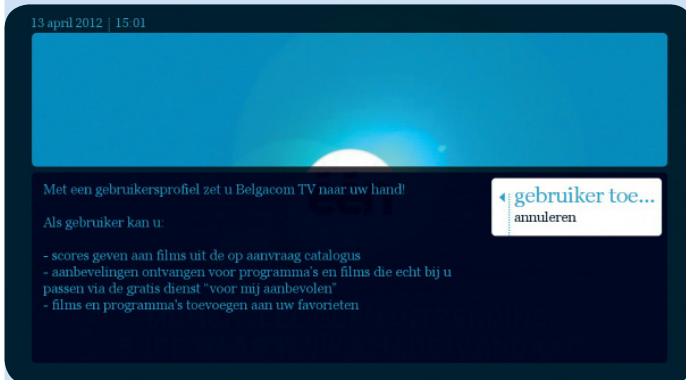 13 april 2012 | 15:01
Met een gebruikersprofiel zet u Belgacom TV naar uw hand!
Als gebruiker kan u:
- scores geven aan films uit de op aanvraag catalogus
- aanbevelingen ontvangen voor programma's en films die echt bij u
passen via de gratis dienst “voor mij aanbevolen”
- films en programma's toevoegen aan uw favorieten
gebruiker toe...
annuleren
één